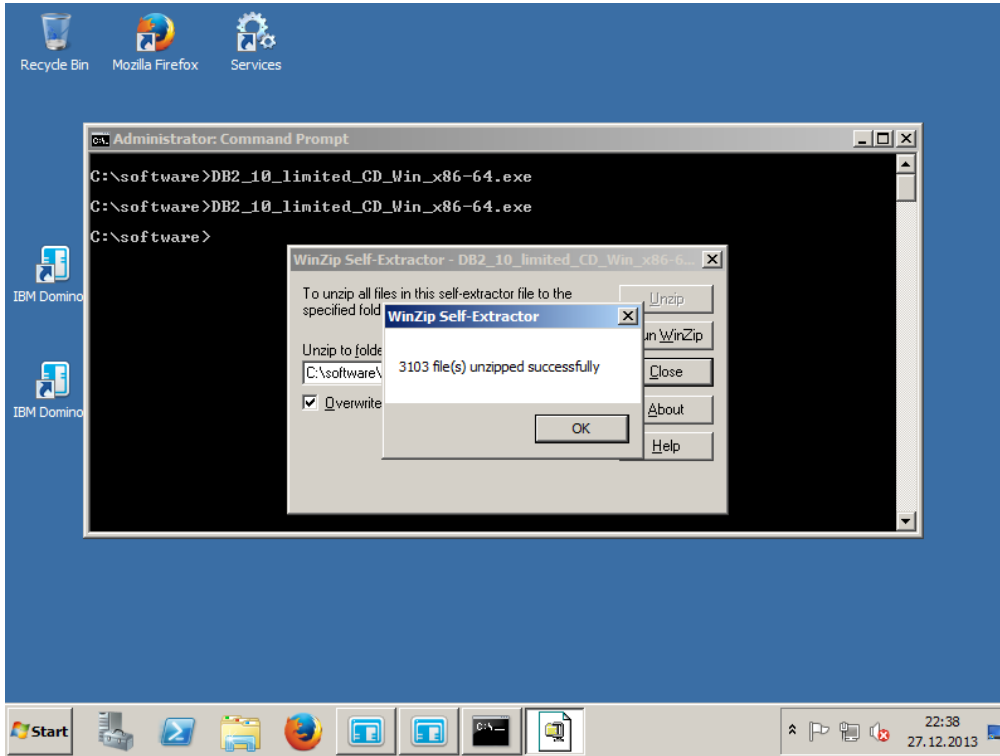 Recycle Bin
Mozilla Firefox
Services
Administrator: Command Prompt
C:\software>DB2_10_limited_CD_Win_x86-64.exe
C:\software>DB2_10_limited_CD_Win_x86-64.exe
C:\software>
IBM Domino
IBM Domino
WinZip Self-Extractor - DB2_10_limited_CD_Win_x86-6...
To unzip all files in this self-extractor file to the
specified fold
Unzip
WinZip Self-Extractor
un WinZip
Unzip to folde
3103 file(s) unzipped successfully
C:\software\
Close
Overwrite
About
OK
Help
Start
22:38
27.12.2013